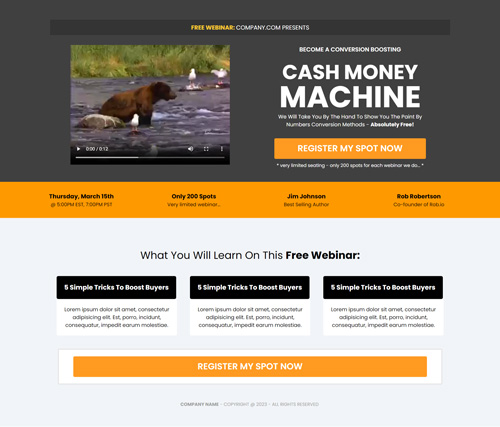 FREE WEBINAR: COMPANY.COM PRESENTS
BECOME A CONVERSION BOOSTING
CASH MONEY
MACHINE
We Will Take You By The Hand To Show You The Paint By
Numbers Conversion Methods - Absolutely Free!
REGISTER MY SPOT NOW
* very limited seating - only 200 spots for each webinar we do... *
0:00 / 0:12
Thursday, March 15th
@ 5:00PM EST, 7:00PM PST
Only 200 Spots
Very limited webinar...
Jim Johnson
Best Selling Author
Rob Robertson
Co-founder of Rob.io
What You Will Learn On This Free Webinar:
5 Simple Tricks To Boost Buyers
Lorem ipsum dolor sit amet, consectetur
adipisicing elit. Est, porro, incidunt,
consequatur, impedit earum molestiae.
5 Simple Tricks To Boost Buyers
Lorem ipsum dolor sit amet, consectetur
adipisicing elit. Est, porro, incidunt,
consequatur, impedit earum molestiae.
5 Simple Tricks To Boost Buyers
Lorem ipsum dolor sit amet, consectetur
adipisicing elit. Est, porro, incidunt,
consequatur, impedit earum molestiae.
REGISTER MY SPOT NOW
COMPANY NAME - COPYRIGHT @ 2022 - ALL RIGHTS RESERVED